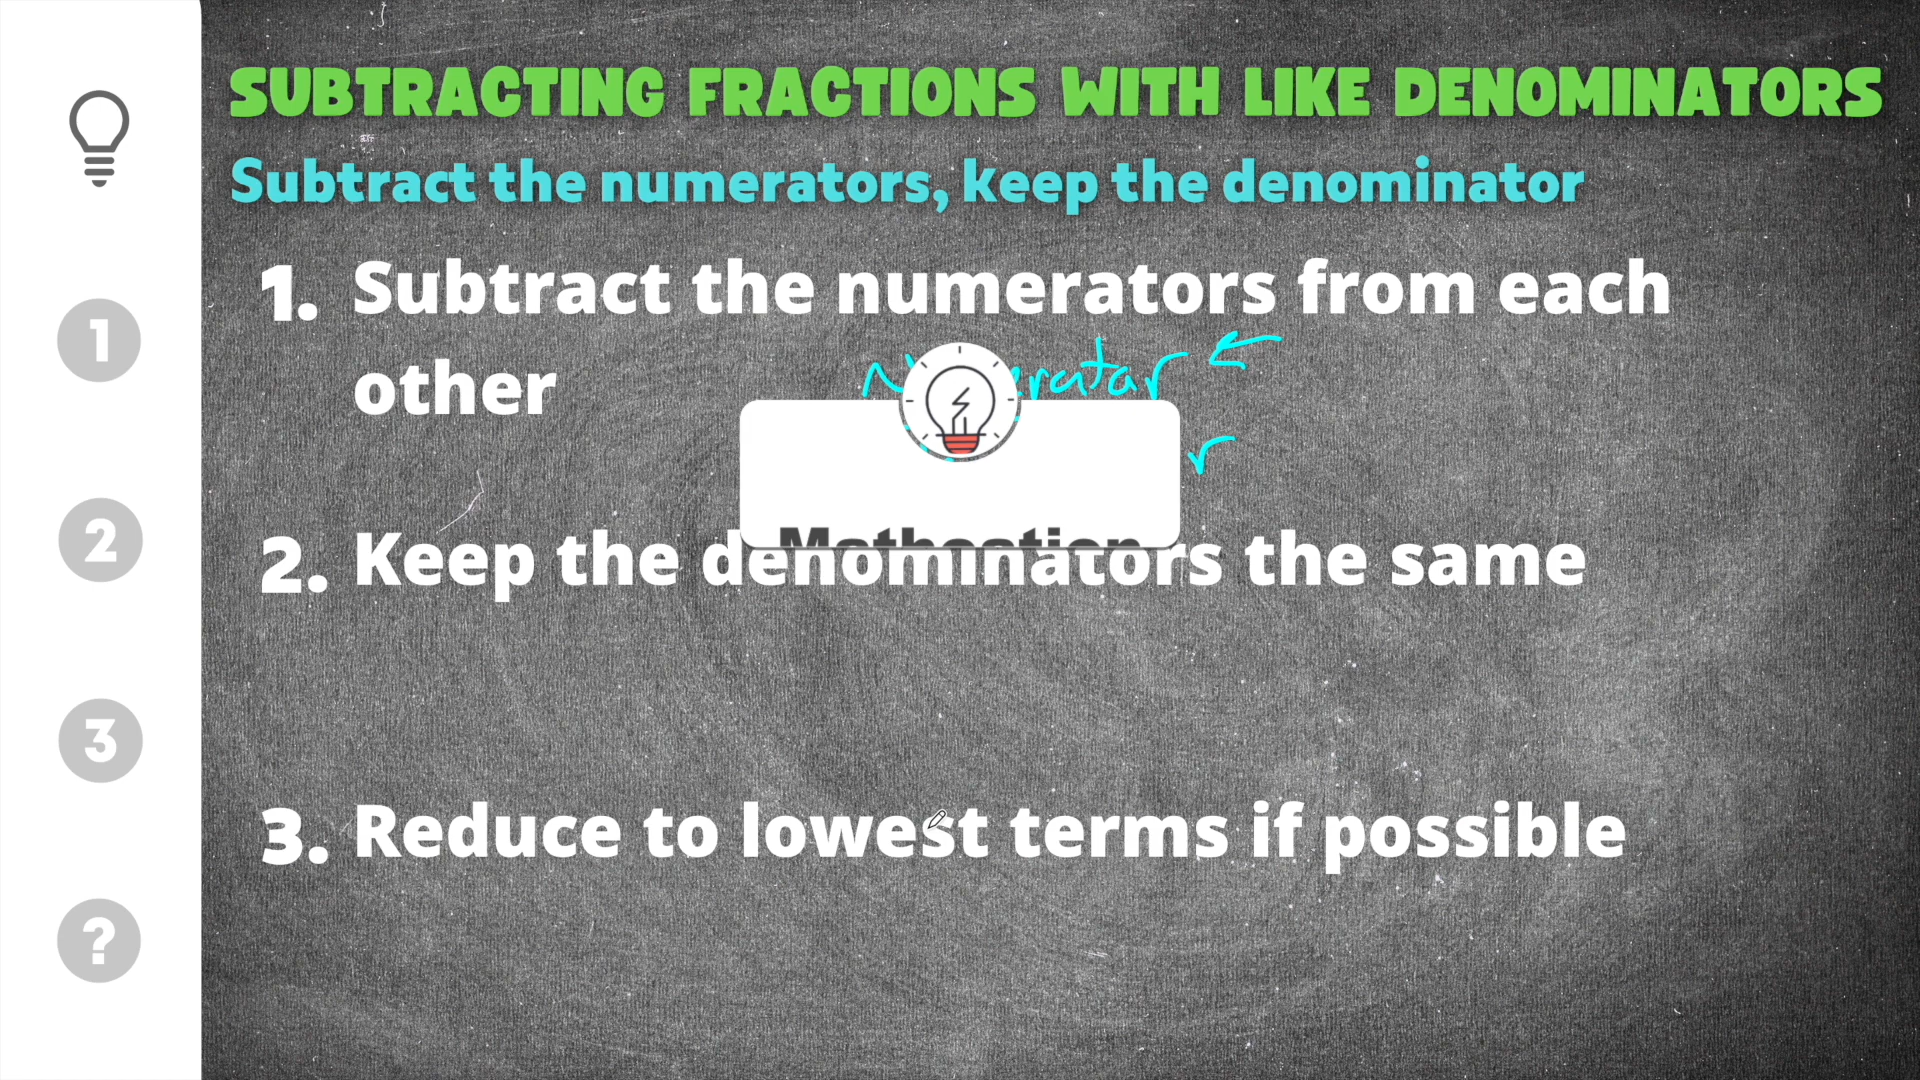 SUBTRACTING FRACTIONS WITH LIKE DENOMINATORS
Subtract the numerators, keep the denominator
1. Subtract the numerators from each
other
1
2
2. Keep the denominators the same
3
3. Reduce to lowest terms if possible
?